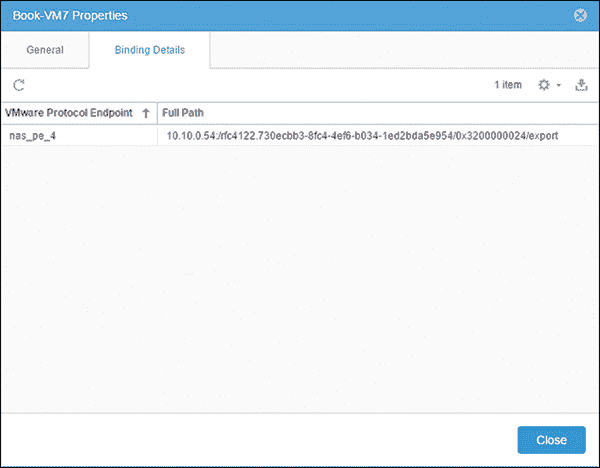 Book-VM7 Properties
General Binding Details
1 item
VMware Protocol Endpoint Full Path
nas_pe_4 10.10.0.54:/rfc4122.730ecbb3-8fc4-4ef6-b034-1ed2bda5e954/0x3200000024/export
Close